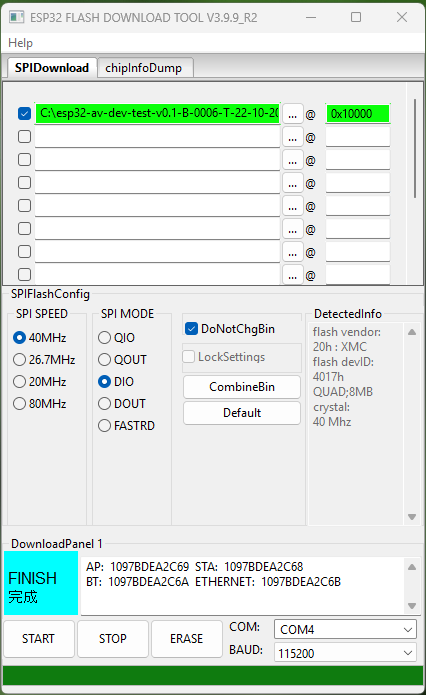 ESP32 FLASH DOWNLOAD TOOL V3.9.9_R2
Help
SPIDownload chipInfoDump
C:\esp32-av-dev-test-v0.1-B-0006-T-22-10-20 ... @ 0x10000
... @
... @
... @
... @
... @
... @
... @
SPIFlashConfig
SPI SPEED
40MHz
26.7MHz
20MHz
80MHz
SPI MODE
QIO
QOUT
DIO
DOUT
FASTRD
DoNotChgBin
LockSettings
CombineBin
Default
DetectedInfo
flash vendor:
20h : XMC
flash devID:
4017h
QUAD;8MB
crystal:
40 Mhz
DownloadPanel 1
FINISH
完成
AP: 1097BDEA2C69 STA: 1097BDEA2C68
BT: 1097BDEA2C6A ETHERNET: 1097BDEA2C6B
START STOP ERASE
COM: COM4
BAUD: 115200